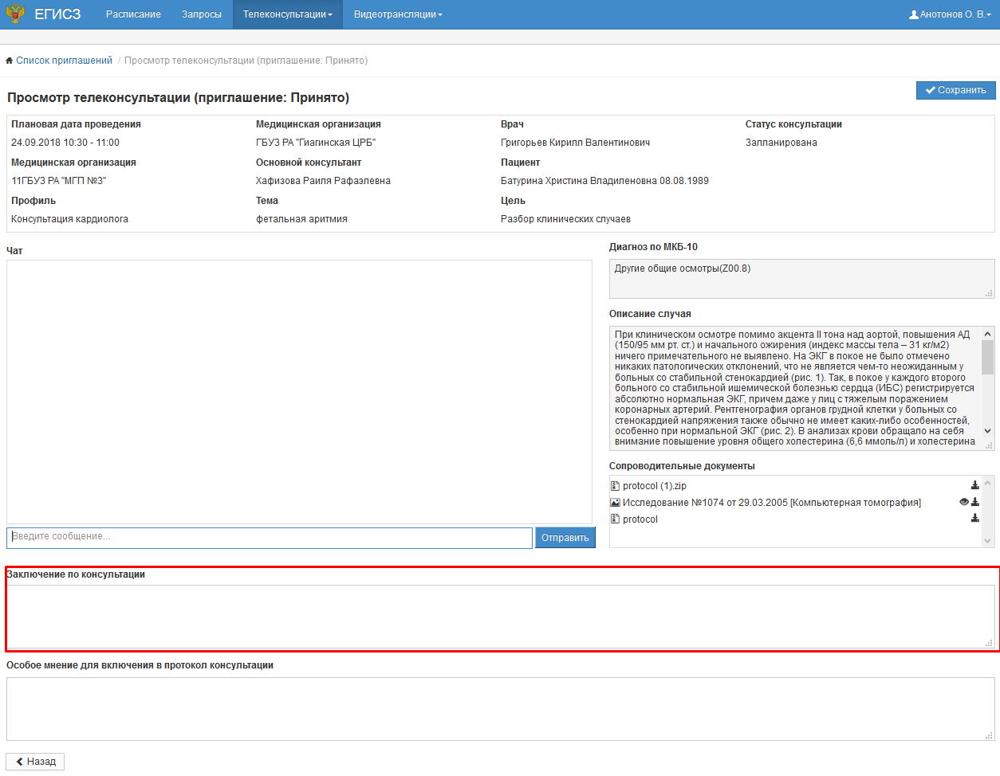 ЕГИСЗ Расписание Запросы Телеконсультации Видеотрансляции Анотонов О. В.
Список приглашений / Просмотр телеконсультации (приглашение: Принято)
Сохранить
Просмотр телеконсультации (приглашение: Принято)
Плановая дата проведения Медицинская организация Врач Статус консультации
24.09.2018 10:30 - 11:00 ГБУЗ РА "Гиагинская ЦРБ" Григорьев Кирилл Валентинович Запланирована
Медицинская организация Основной консультант Пациент
11ГБУЗ РА "МГП №3" Хафизова Раиля Рафаэлевна Батурина Христина Владиленовна 08.08.1989
Профиль Тема Цель
Консультация кардиолога фетальная аритмия Разбор клинических случаев
Чат
Введите сообщение...
Отправить
Диагноз по МКБ-10
Другие общие осмотры(Z00.8)
Описание случая
При клиническом осмотре помимо акцента II тона над аортой, повышения АД
(150/95 мм рт. ст.) и начального ожирения (индекс массы тела – 31 кг/м2)
ничего примечательного не выявлено. На ЭКГ в покое не было отмечено
никаких патологических отклонений, что не является чем-то неожиданным у
больных со стабильной стенокардией (рис. 1). Так, в покое у каждого второго
больного со стабильной ишемической болезнью сердца (ИБС) регистрируется
абсолютно нормальная ЭКГ, причем даже у лиц с тяжелым поражением
коронарных артерий. Рентгенография органов грудной клетки у больных со
стенокардией напряжения также обычно не имеет каких-либо особенностей,
особенно при нормальной ЭКГ (рис. 2). В анализах крови обращало на себя
внимание повышение уровня общего холестерина (6,6 ммоль/л) и холестерина
Сопроводительные документы
protocol (1).zip
Исследование №1074 от 29.03.2005 [Компьютерная томография]
protocol
Заключение по консультации
Особое мнение для включения в протокол консультации
Назад